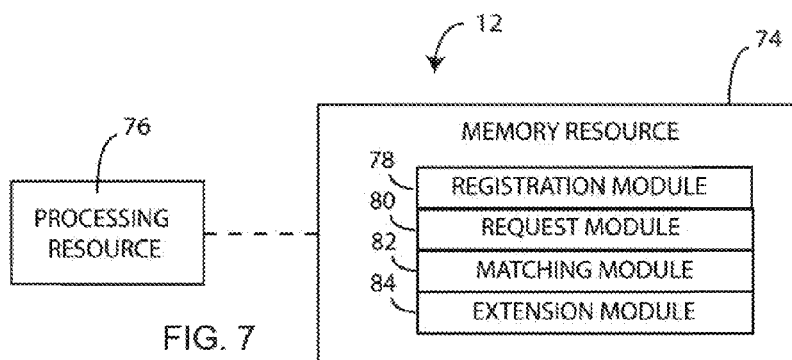 12
74
76
MEMORY RESOURCE
78
REGISTRATION MODULE
PROCESSING
RESOURCE
80
REQUEST MODULE
82
MATCHING MODULE
84
EXTENSION MODULE
FIG. 7